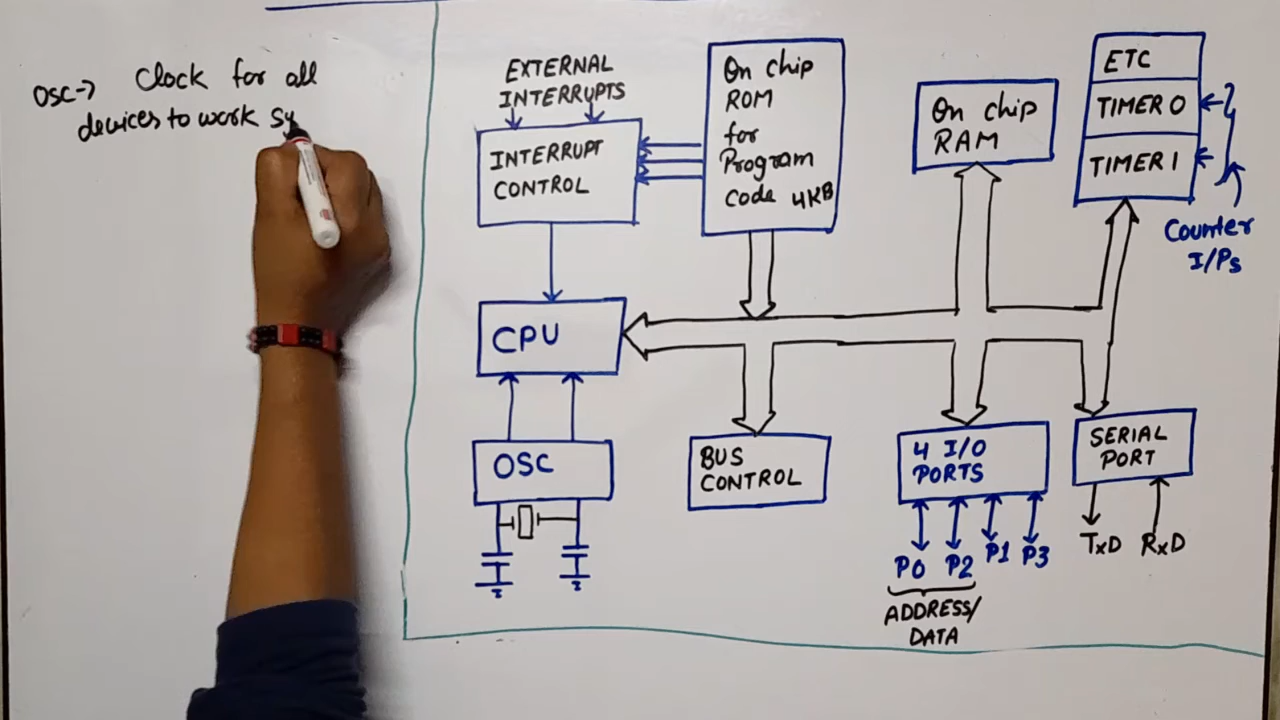 OSC→ Clock for all
devices to work sy
EXTERNAL
INTERRUPTS
INTERRUPT
CONTROL
On chip
ROM
for
Program
Code 4KB
On chip
RAM
ETC
TIMER 0
TIMER 1
Counter
I/Ps
CPU
OSC
BUS
CONTROL
4 I/O
PORTS
SERIAL
PORT
P0 P2 P1 P3
TxD RxD
ADDRESS/
DATA